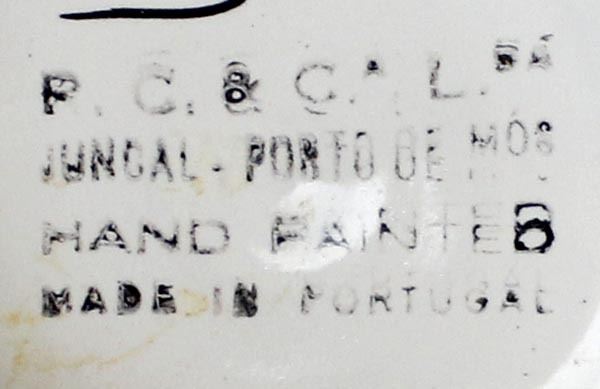 P. C. & C.ᴬ. L.ᴰᴬ
JUNCAL - PORTO DE MÓS
HAND PAINTED
MADE IN PORTUGAL